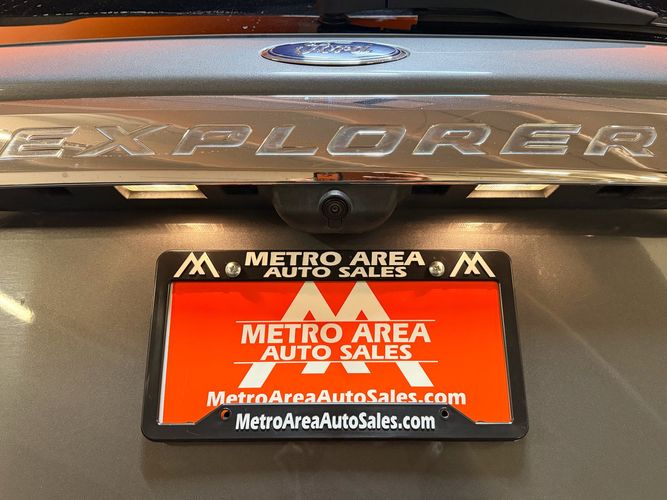 Ford
EXPLORER
METRO AREA
AUTO SALES
METRO AREA
AUTO SALES
MetroAreaAutoSales.com
MetroAreaAutoSales.com